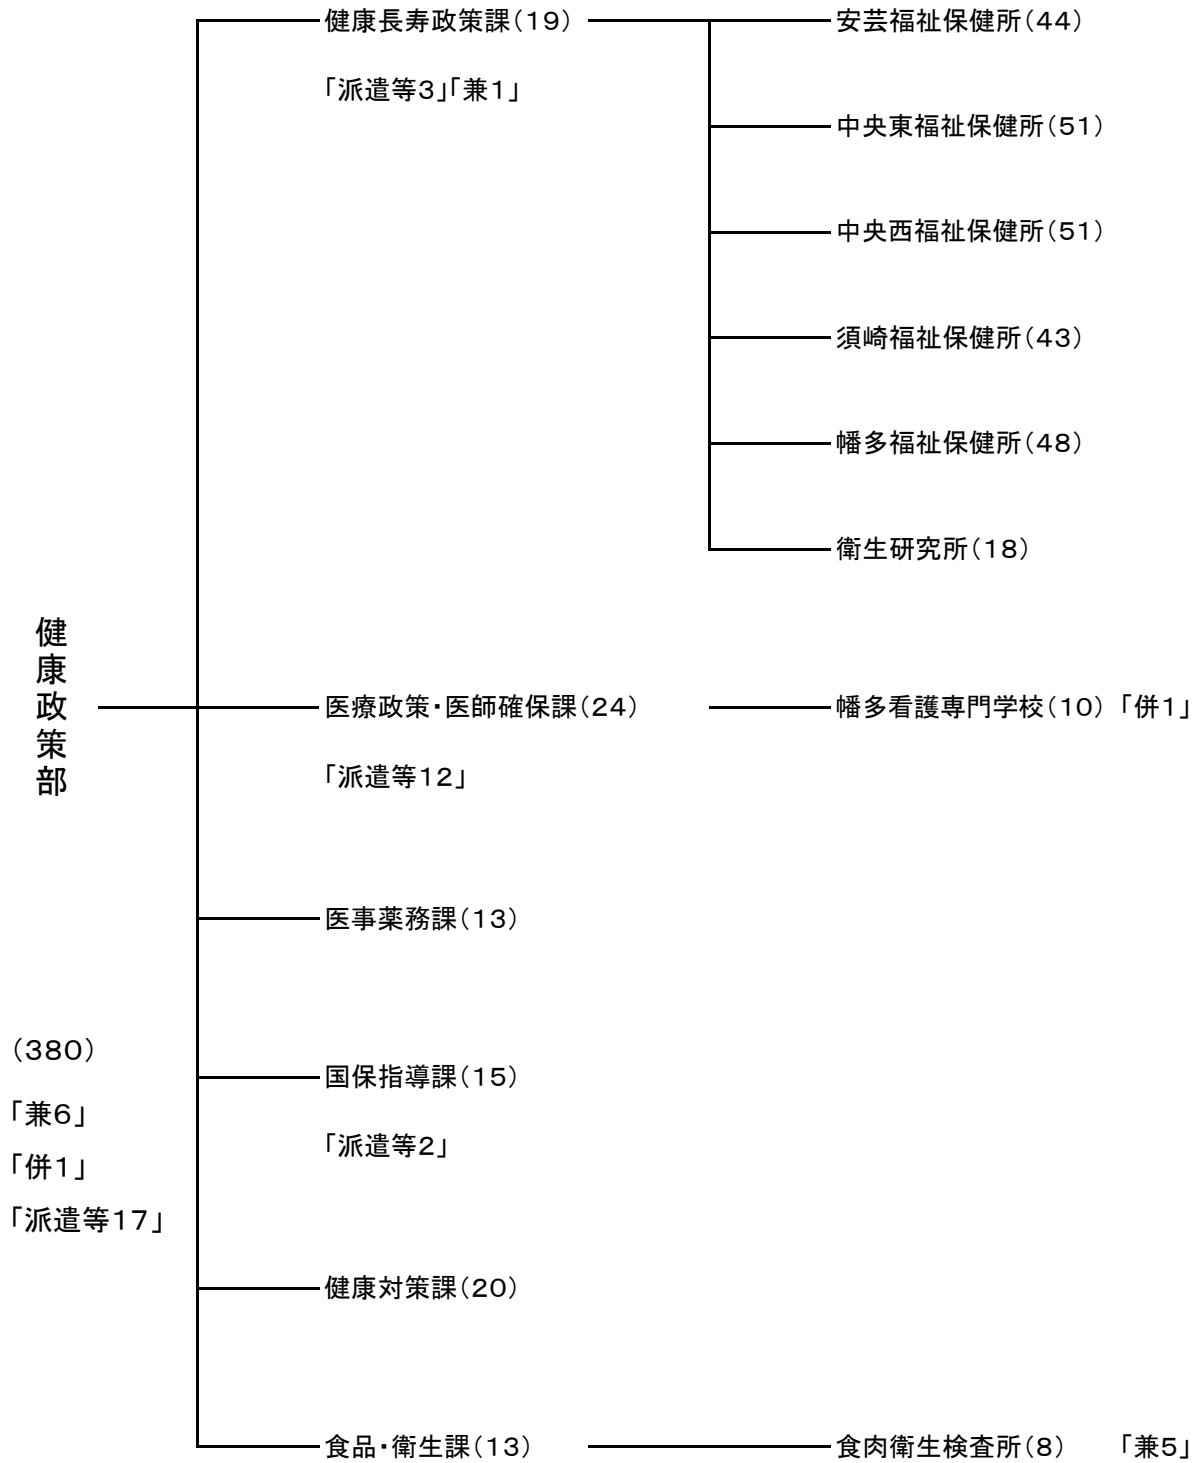 健康政策部
（380）
「兼6」
「併1」
「派遣等17」
健康長寿政策課（19）
「派遣等3」「兼1」
安芸福祉保健所（44）
中央東福祉保健所（51）
中央西福祉保健所（51）
須崎福祉保健所（43）
幡多福祉保健所（48）
衛生研究所（18）
医療政策・医師確保課（24）
「派遣等12」
幡多看護専門学校（10）「併1」
医事薬務課（13）
国保指導課（15）
「派遣等2」
健康対策課（20）
食品・衛生課（13）
食肉衛生検査所（8）　「兼5」